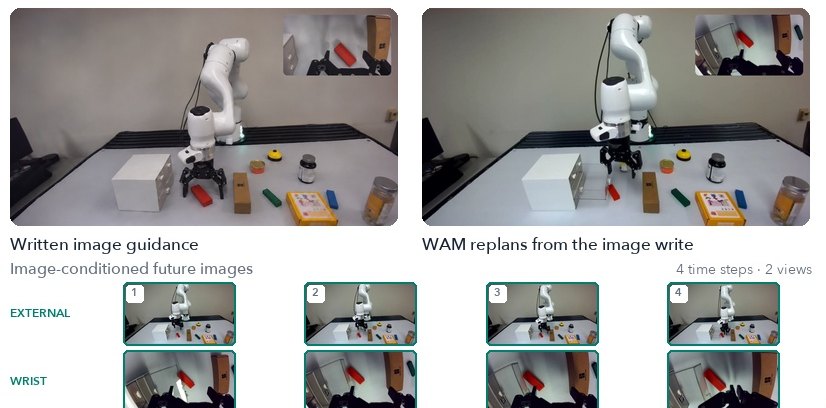 Written image guidance
WAM replans from the image write
Image-conditioned future images
4 time steps · 2 views
EXTERNAL
1
2
3
4
WRIST